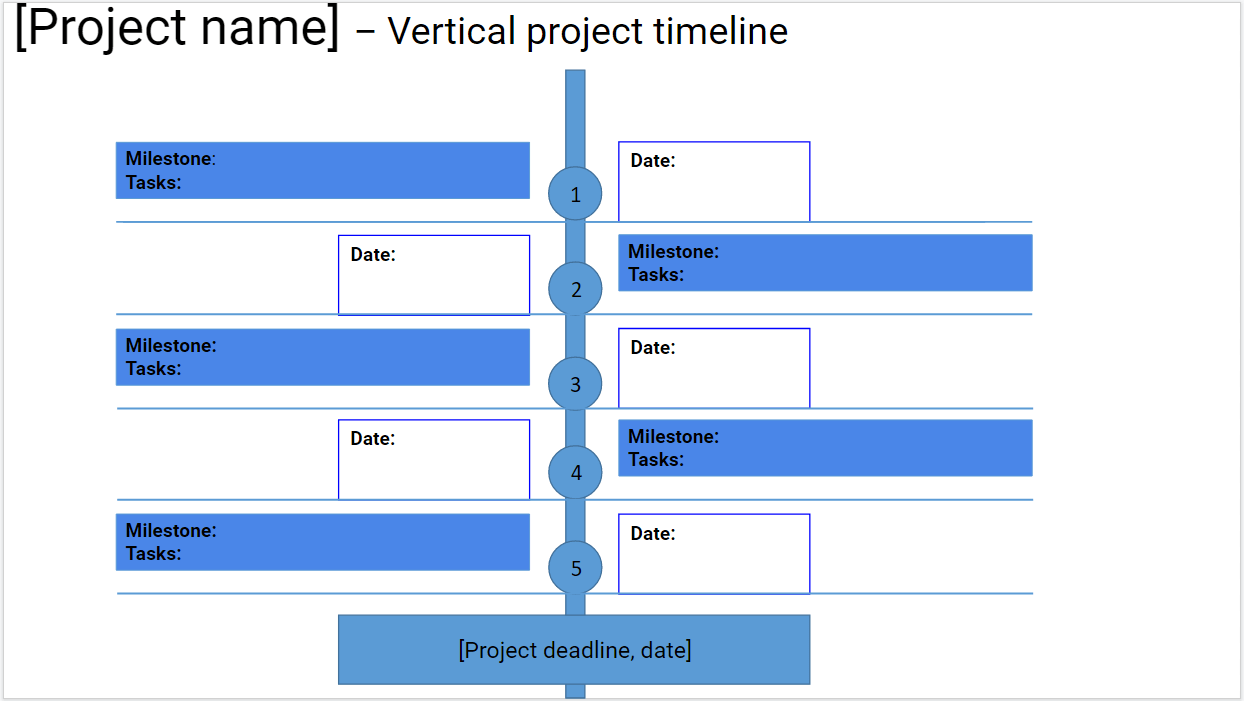 [Project name] – Vertical project timeline
Milestone:
Tasks:
1
Date:
Date:
2
Milestone:
Tasks:
Milestone:
Tasks:
3
Date:
Date:
4
Milestone:
Tasks:
Milestone:
Tasks:
5
Date:
[Project deadline, date]